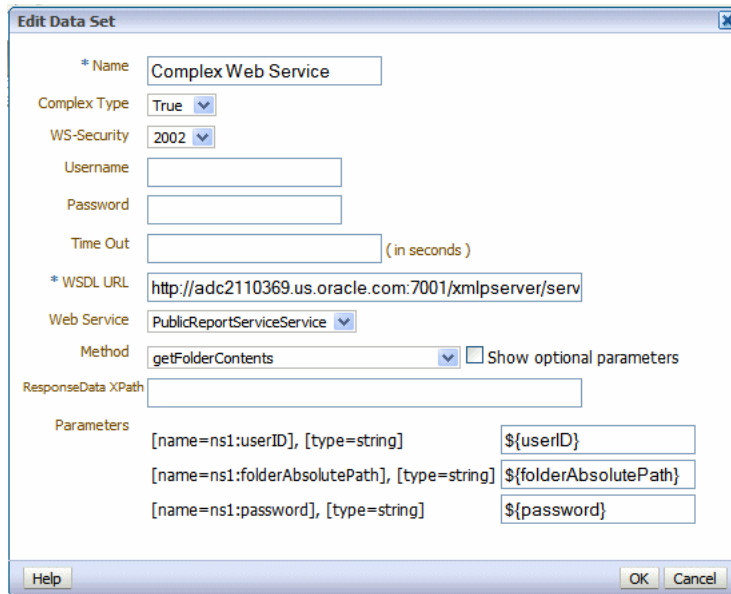 Edit Data Set
* Name Complex Web Service
Complex Type True
WS-Security 2002
Username
Password
Time Out ( in seconds )
* WSDL URL http://adc2110369.us.oracle.com:7001/xmlpserver/serv
Web Service PublicReportServiceService
Method getFolderContents Show optional parameters
ResponseData XPath
Parameters
[name=ns1:userID], [type=string] ${userID}
[name=ns1:folderAbsolutePath], [type=string] ${folderAbsolutePath}
[name=ns1:password], [type=string] ${password}
Help OK Cancel